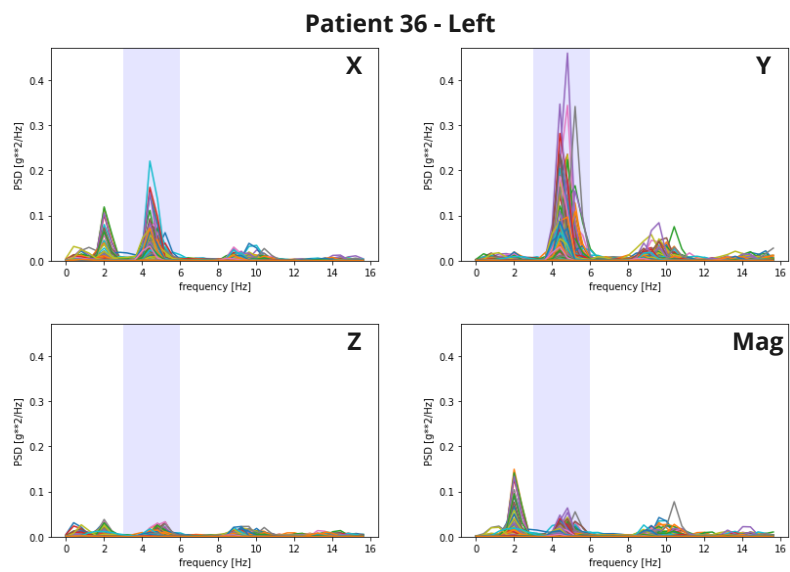 Patient 36 - Left
X
PSD [g**2/Hz]
0.4
0.3
0.2
0.1
0.0
0 2 4 6 8 10 12 14 16
frequency [Hz]
Y
PSD [g**2/Hz]
0.4
0.3
0.2
0.1
0.0
0 2 4 6 8 10 12 14 16
frequency [Hz]
Z
PSD [g**2/Hz]
0.4
0.3
0.2
0.1
0.0
0 2 4 6 8 10 12 14 16
frequency [Hz]
Mag
PSD [g**2/Hz]
0.4
0.3
0.2
0.1
0.0
0 2 4 6 8 10 12 14 16
frequency [Hz]